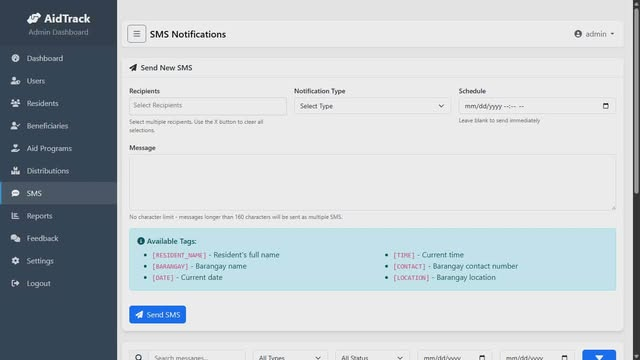 AidTrack
Admin Dashboard
Dashboard
Users
Residents
Beneficiaries
Aid Programs
Distributions
SMS
Reports
Feedback
Settings
Logout
SMS Notifications
admin
Send New SMS
Recipients
Select Recipients
Select multiple recipients. Use the X button to clear all
selections.
Notification Type
Select Type
Schedule
mm/dd/yyyy --:-- --
Leave blank to send immediately
Message
No character limit - messages longer than 160 characters will be sent as multiple SMS.
Available Tags:
[RESIDENT_NAME] - Resident's full name
[BARANGAY] - Barangay name
[DATE] - Current date
[TIME] - Current time
[CONTACT] - Barangay contact number
[LOCATION] - Barangay location
Send SMS
Search messages...
All Types
All Status
mm/dd/yyyy
mm/dd/yyyy